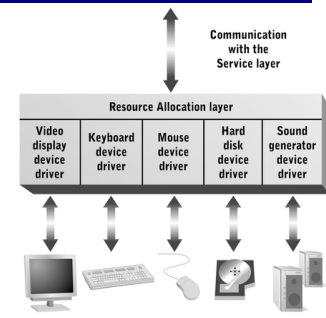 Communication
with the
Service layer
Resource Allocation layer
Video
display
device
driver
Keyboard
device
driver
Mouse
device
driver
Hard
disk
device
driver
Sound
generator
device
driver